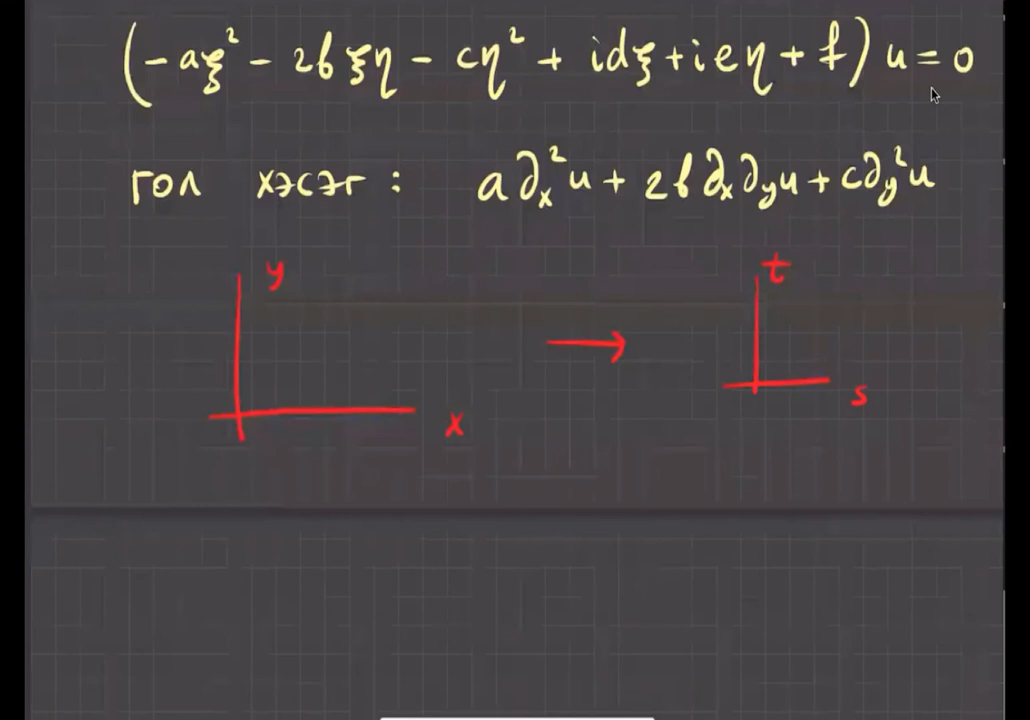 (-aξ² - 2bξη - cη² + idξ + ieη + f) u = 0
гол хэсэг : a∂ₓ²u + 2b∂ₓ∂ᵧu + c∂ᵧ²u
y t
x s